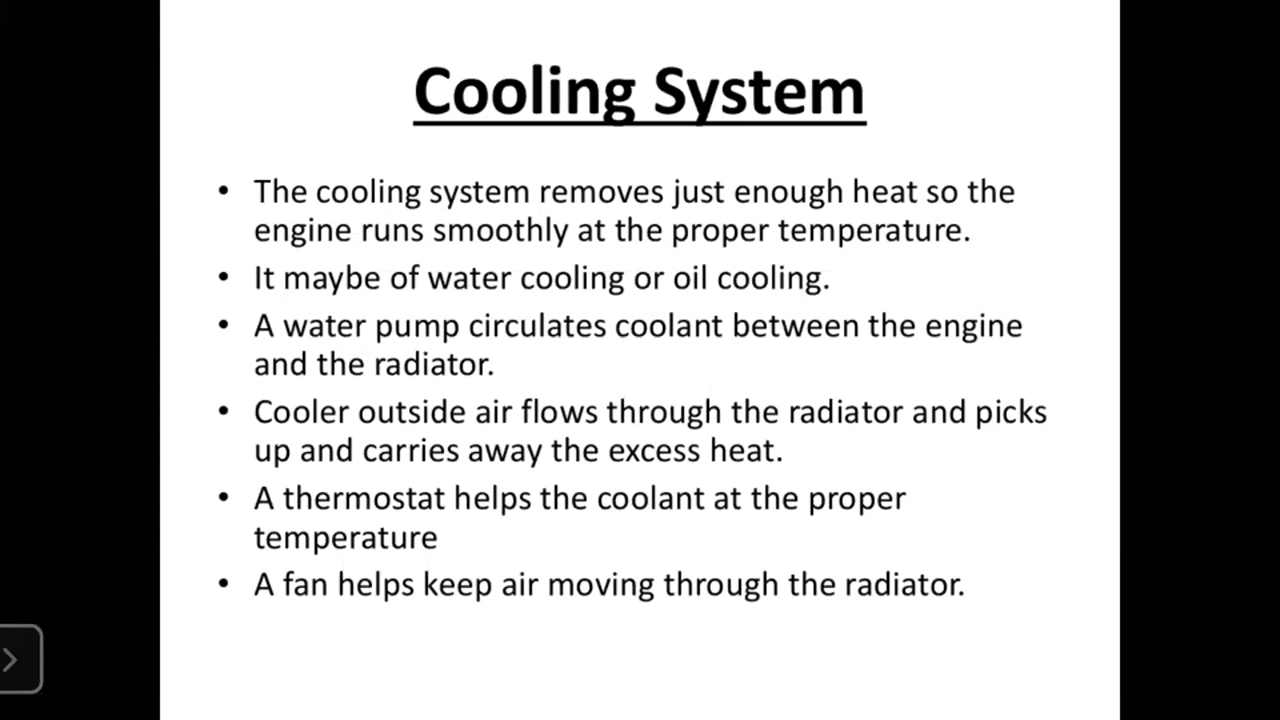 Cooling System
• The cooling system removes just enough heat so the
engine runs smoothly at the proper temperature.
• It maybe of water cooling or oil cooling.
• A water pump circulates coolant between the engine
and the radiator.
• Cooler outside air flows through the radiator and picks
up and carries away the excess heat.
• A thermostat helps the coolant at the proper
temperature
• A fan helps keep air moving through the radiator.